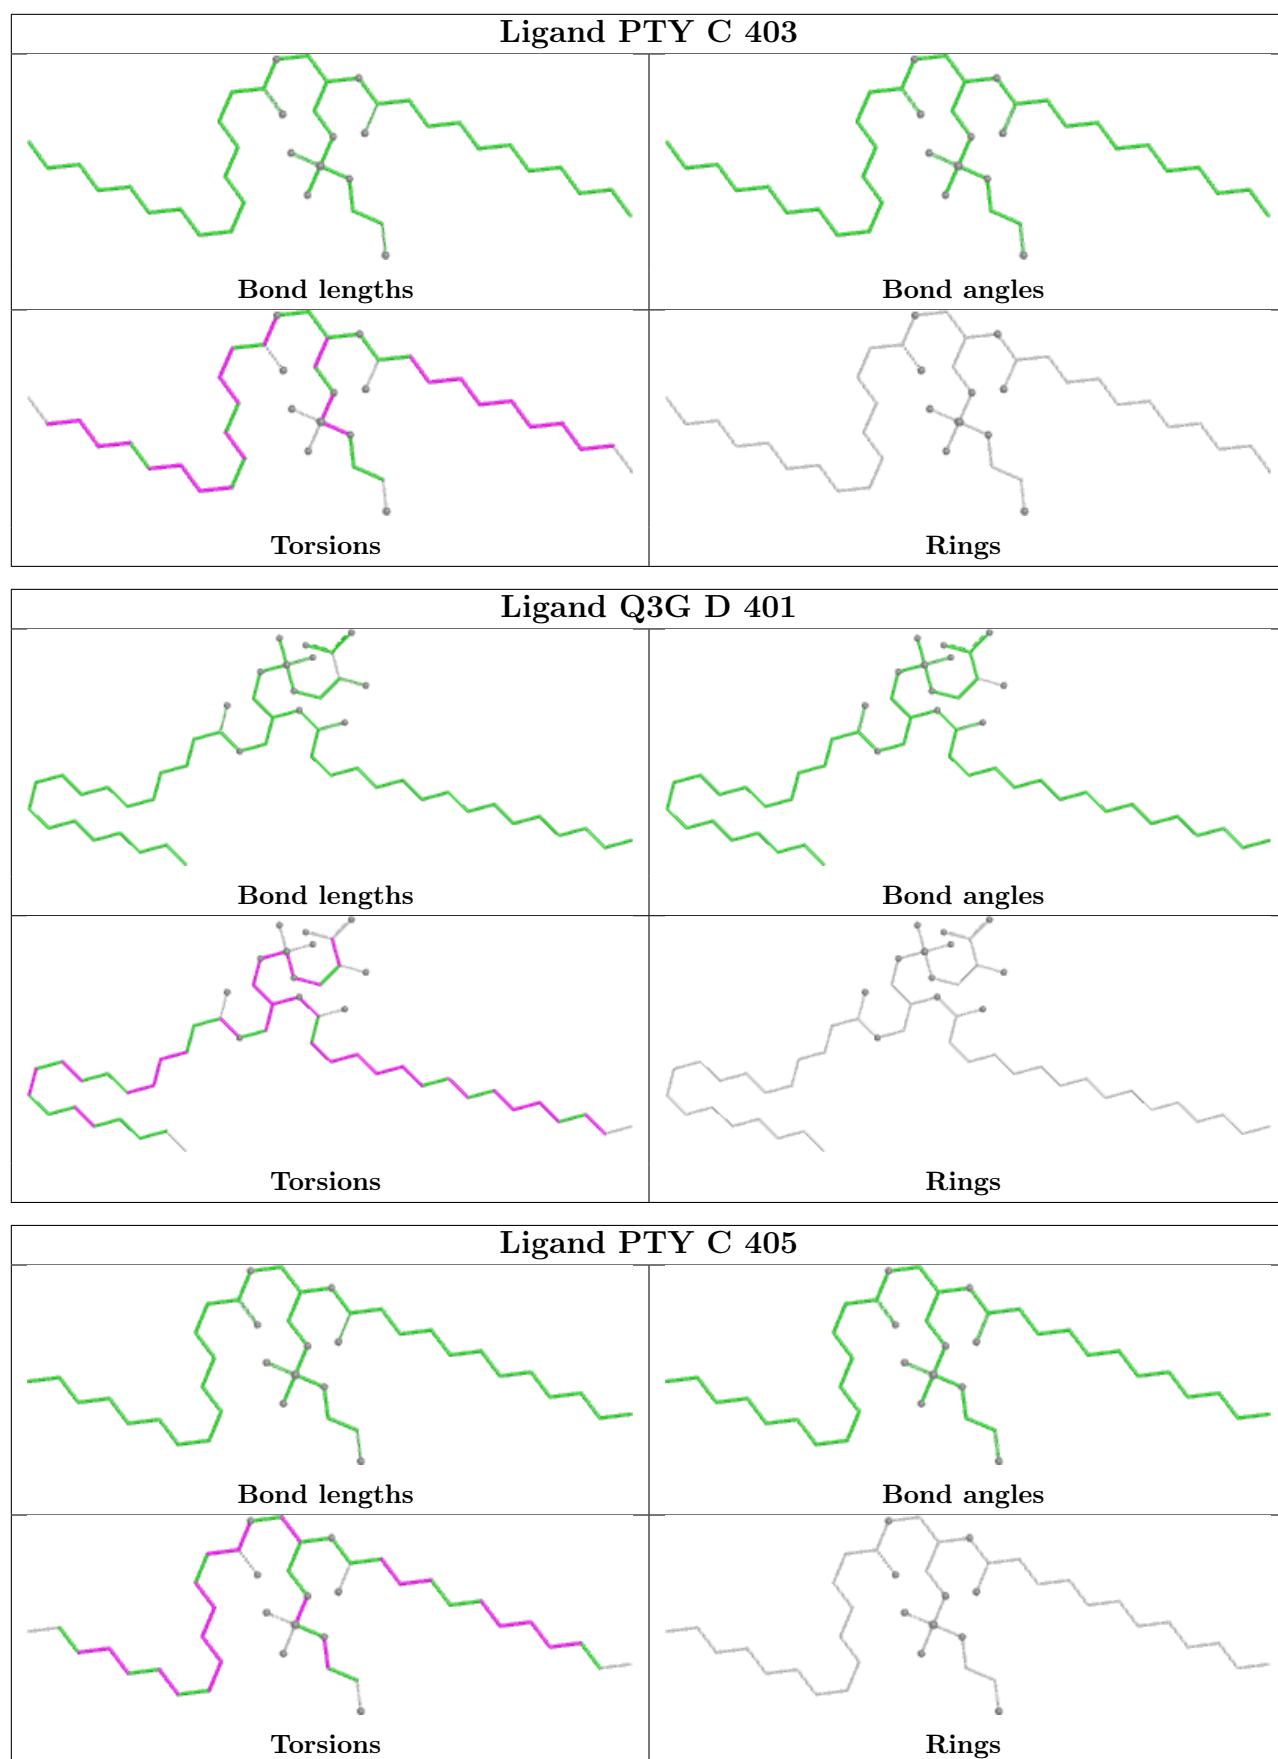 Ligand PTY C 403
Bond lengths
Bond angles
Torsions
Rings
Ligand Q3G D 401
Bond lengths
Bond angles
Torsions
Rings
Ligand PTY C 405
Bond lengths
Bond angles
Torsions
Rings